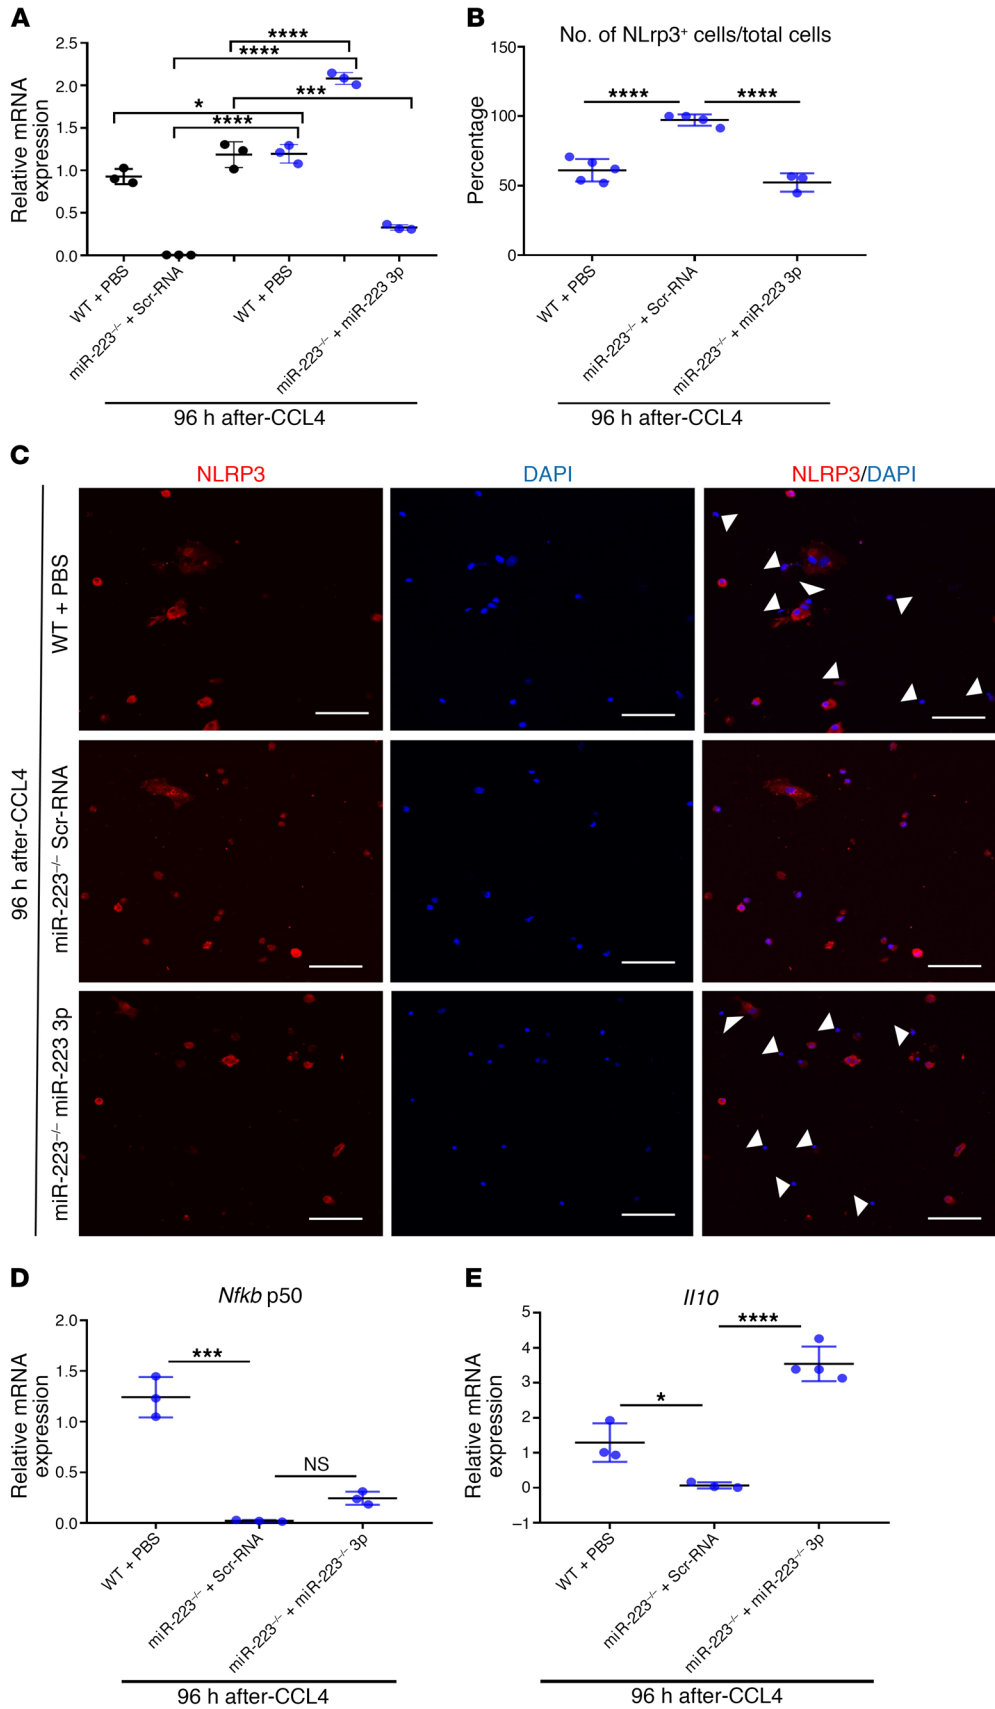 A
2.5
2.0
1.5
1.0
0.5
0.0
Relative mRNA
expression
****
****
***
*
****
WT + PBS
miR-223–/– + Scr-RNA
WT + PBS
miR-223–/– + miR-223 3p
96 h after-CCL4
B
No. of NLrp3+ cells/total cells
150
100
50
0
Percentage
****
****
WT + PBS
miR-223–/– + Scr-RNA
miR-223–/– + miR-223 3p
96 h after-CCL4
C
NLRP3
DAPI
NLRP3/DAPI
96 h after-CCL4
WT + PBS
miR-223–/– Scr-RNA
miR-223–/– miR-223 3p
D
Nfkb p50
2.0
1.5
1.0
0.5
0.0
Relative mRNA
expression
***
NS
WT + PBS
miR-223–/– + Scr-RNA
miR-223–/– + miR-223–/– 3p
96 h after-CCL4
E
Il10
5
4
3
2
1
0
–1
Relative mRNA
expression
*
****
WT + PBS
miR-223–/– + Scr-RNA
miR-223–/– + miR-223–/– 3p
96 h after-CCL4